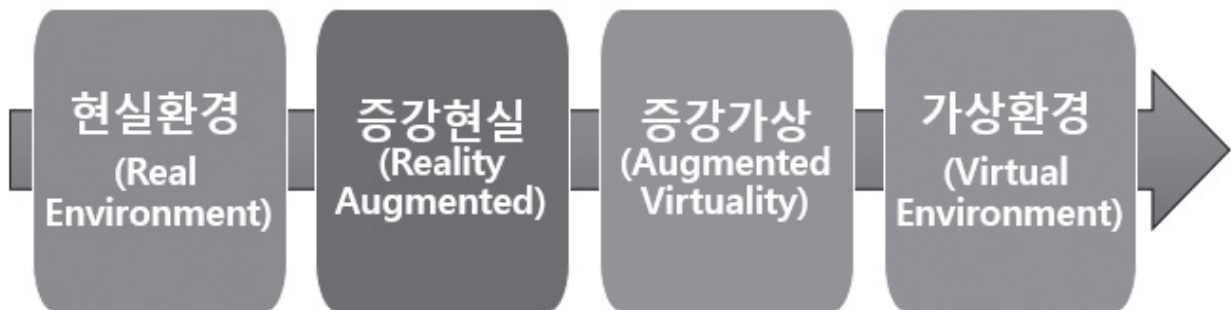 현실환경
(Real
Environment)
증강현실
(Reality
Augmented)
증강가상
(Augmented
Virtuality)
가상환경
(Virtual
Environment)